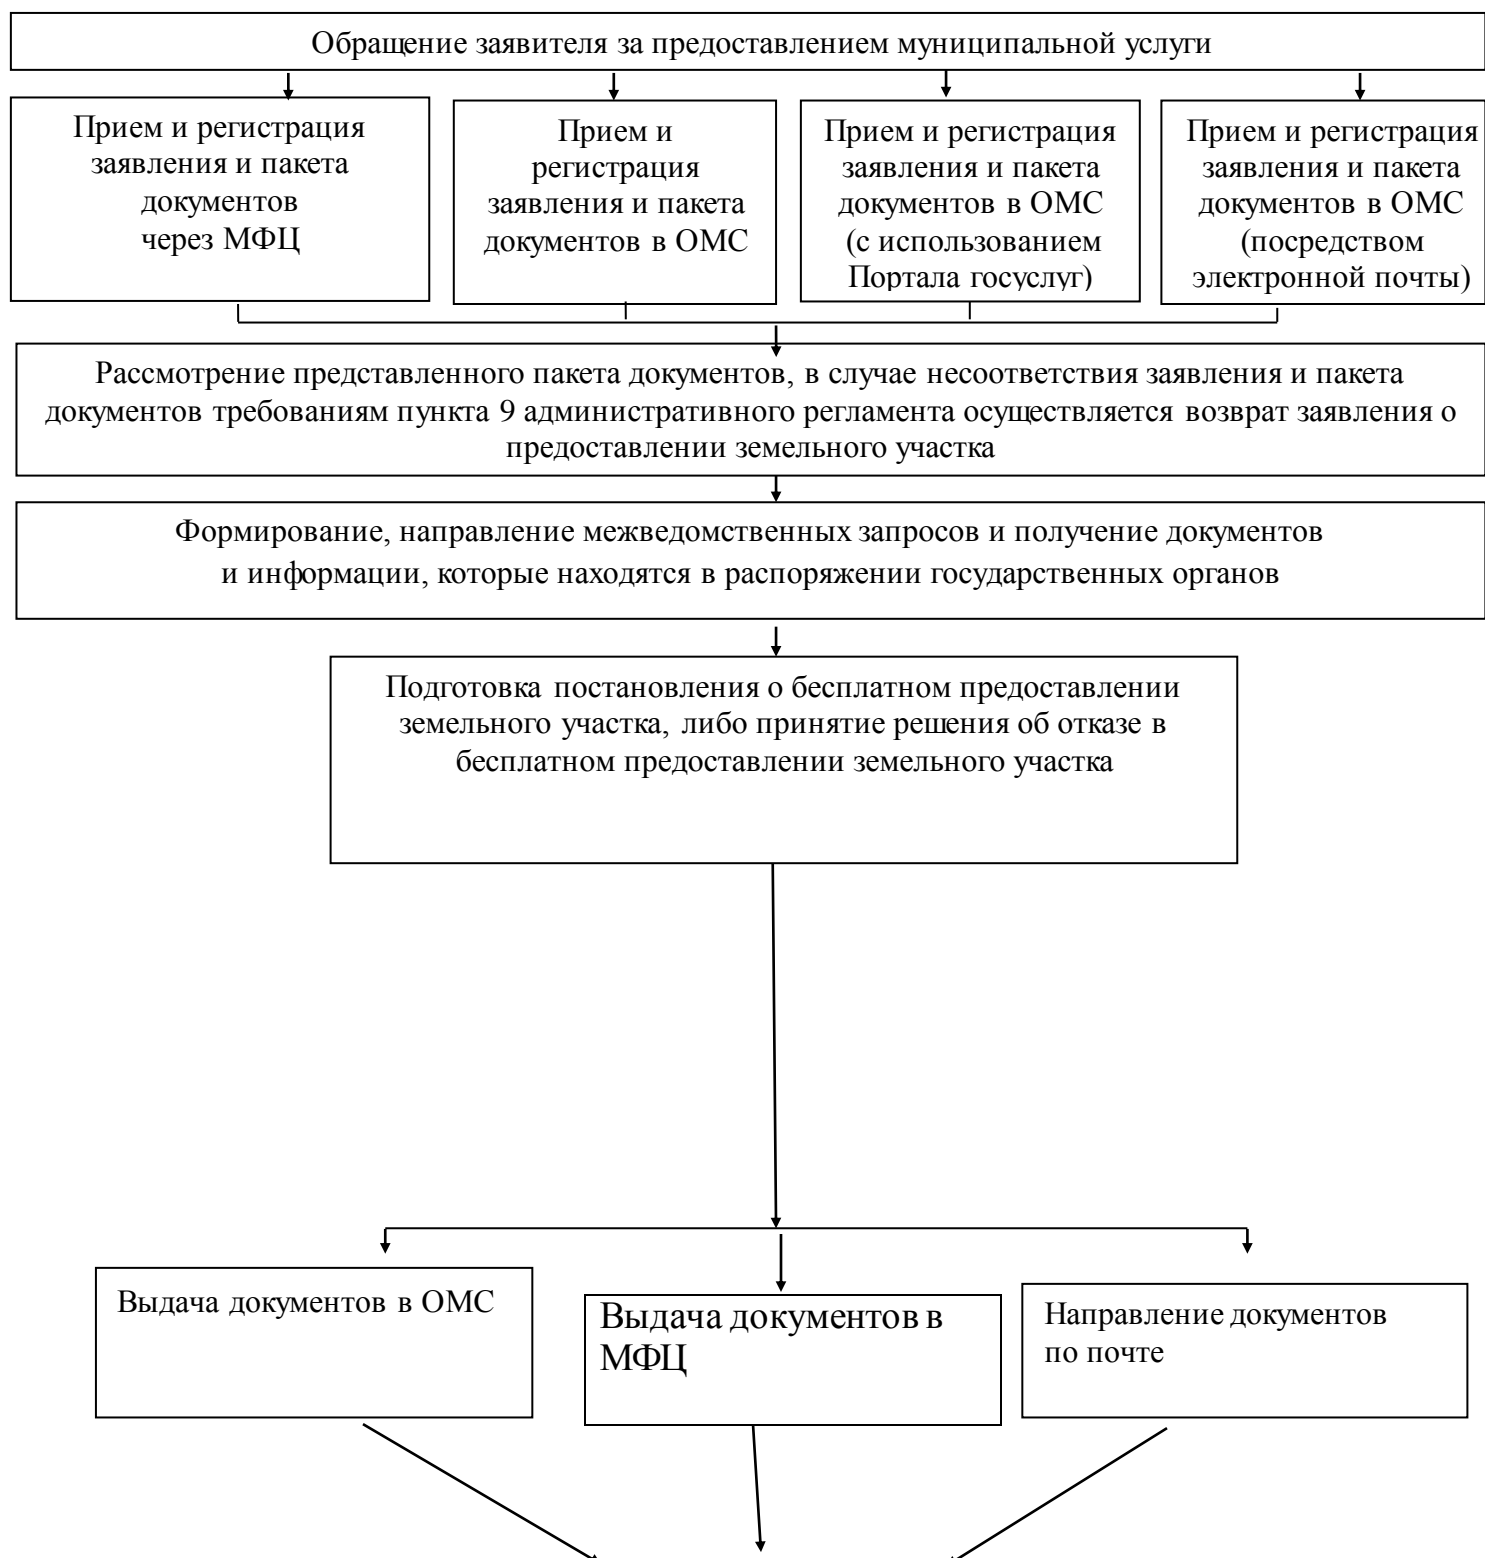 Обращение заявителя за предоставлением муниципальной услуги
Прием и регистрация
заявления и пакета
документов
через МФЦ
Прием и
регистрация
заявления и пакета
документов в ОМС
Прием и регистрация
заявления и пакета
документов в ОМС
(с использованием
Портала госуслуг)
Прием и регистрация
заявления и пакета
документов в ОМС
(посредством
электронной почты)
Рассмотрение представленного пакета документов, в случае несоответствия заявления и пакета
документов требованиям пункта 9 административного регламента осуществляется возврат заявления о
предоставлении земельного участка
Формирование, направление межведомственных запросов и получение документов
и информации, которые находятся в распоряжении государственных органов
Подготовка постановления о бесплатном предоставлении
земельного участка, либо принятие решения об отказе в
бесплатном предоставлении земельного участка
Выдача документов в ОМС
Выдача документов в
МФЦ
Направление документов
по почте